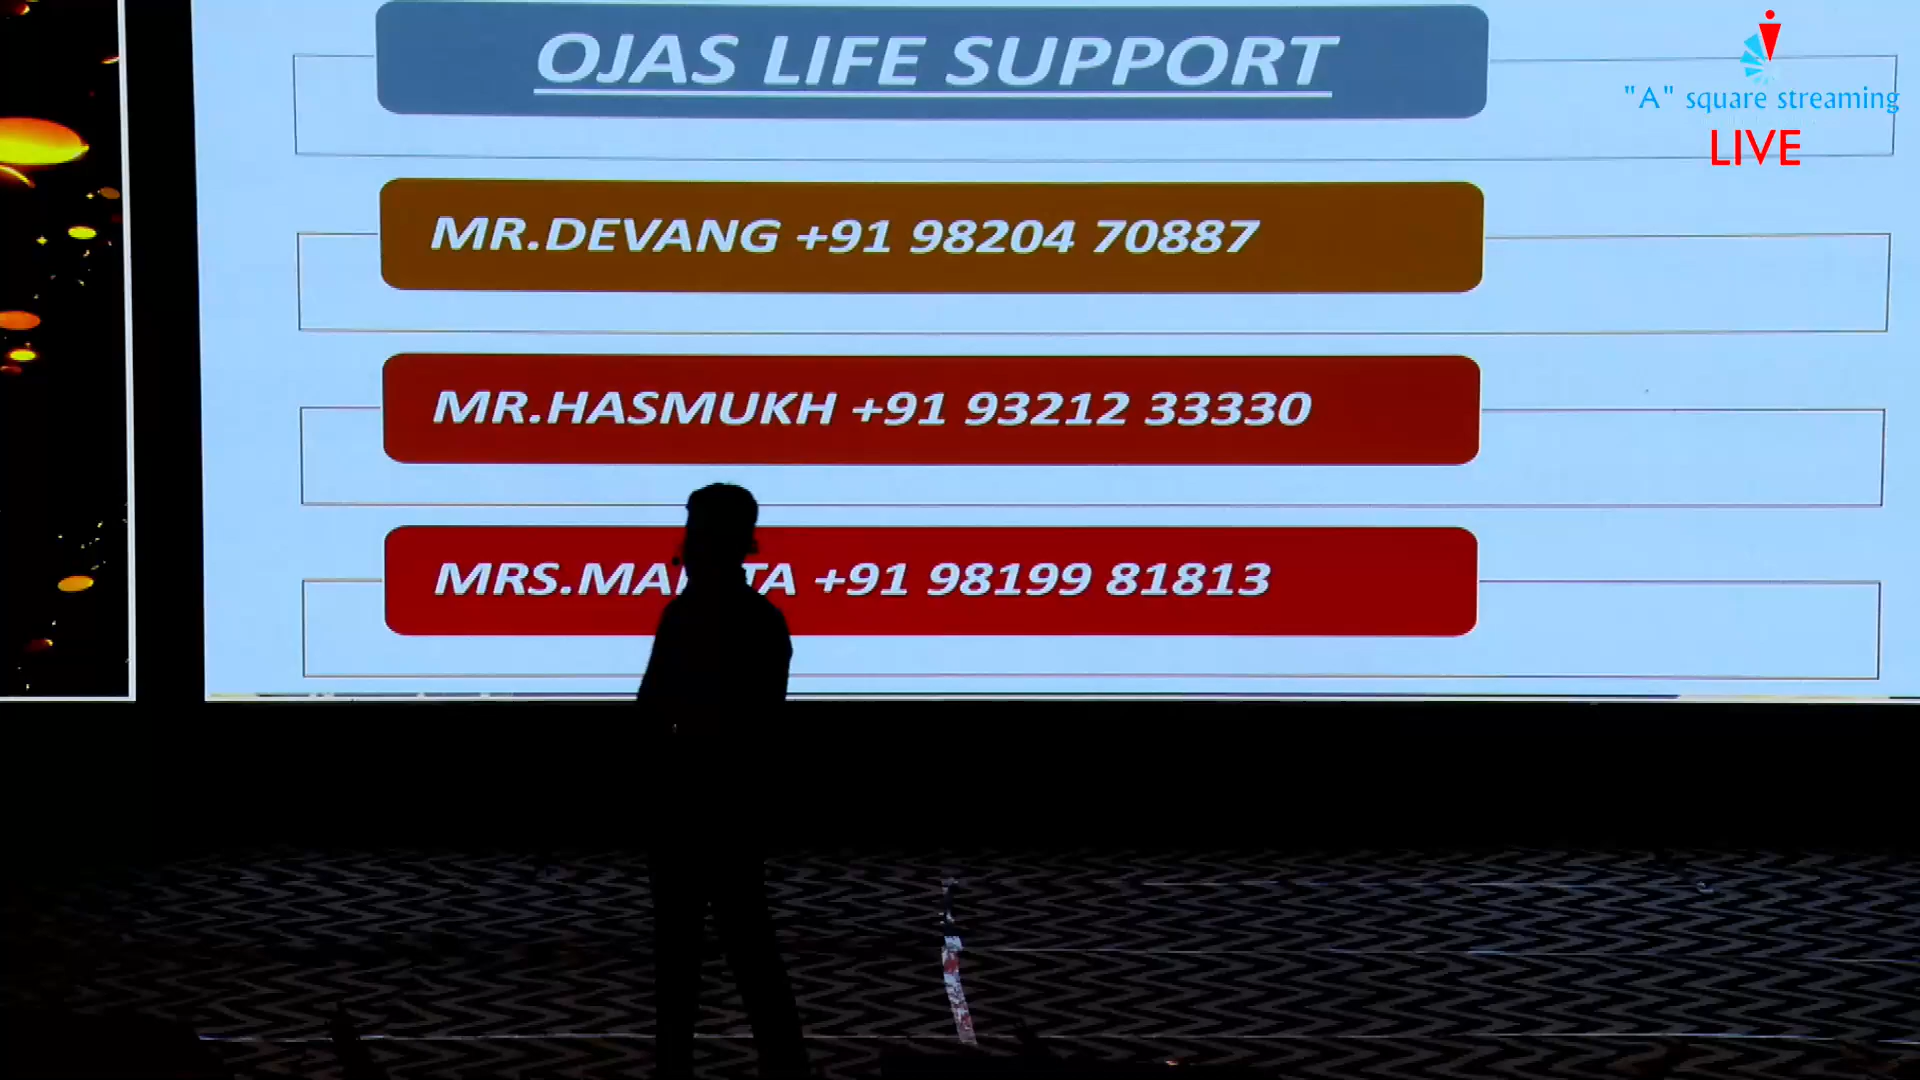 OJAS LIFE SUPPORT
"A" square streaming
LIVE
MR.DEVANG +91 98204 70887
MR.HASMUKH +91 93212 33330
+91 98199 81813